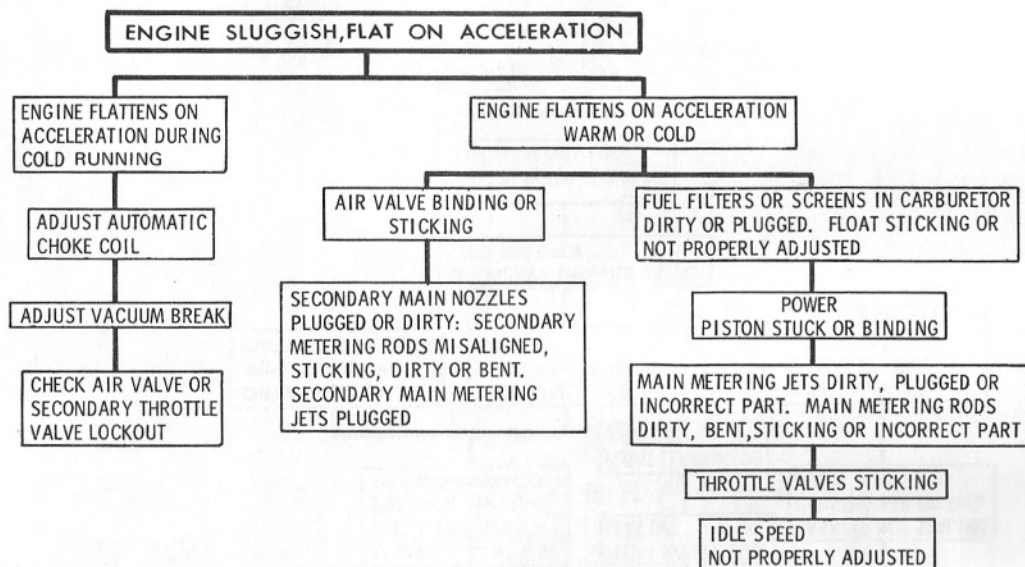 ENGINE SLUGGISH,FLAT ON ACCELERATION
ENGINE FLATTENS ON
ACCELERATION DURING
COLD RUNNING
ADJUST AUTOMATIC
CHOKE COIL
ADJUST VACUUM BREAK
CHECK AIR VALVE OR
SECONDARY THROTTLE
VALVE LOCKOUT
ENGINE FLATTENS ON ACCELERATION
WARM OR COLD
AIR VALVE BINDING OR
STICKING
SECONDARY MAIN NOZZLES
PLUGGED OR DIRTY: SECONDARY
METERING RODS MISALIGNED,
STICKING, DIRTY OR BENT.
SECONDARY MAIN METERING
JETS PLUGGED
FUEL FILTERS OR SCREENS IN CARBURETOR
DIRTY OR PLUGGED. FLOAT STICKING OR
NOT PROPERLY ADJUSTED
POWER
PISTON STUCK OR BINDING
MAIN METERING JETS DIRTY, PLUGGED OR
INCORRECT PART. MAIN METERING RODS
DIRTY, BENT,STICKING OR INCORRECT PART
THROTTLE VALVES STICKING
IDLE SPEED
NOT PROPERLY ADJUSTED